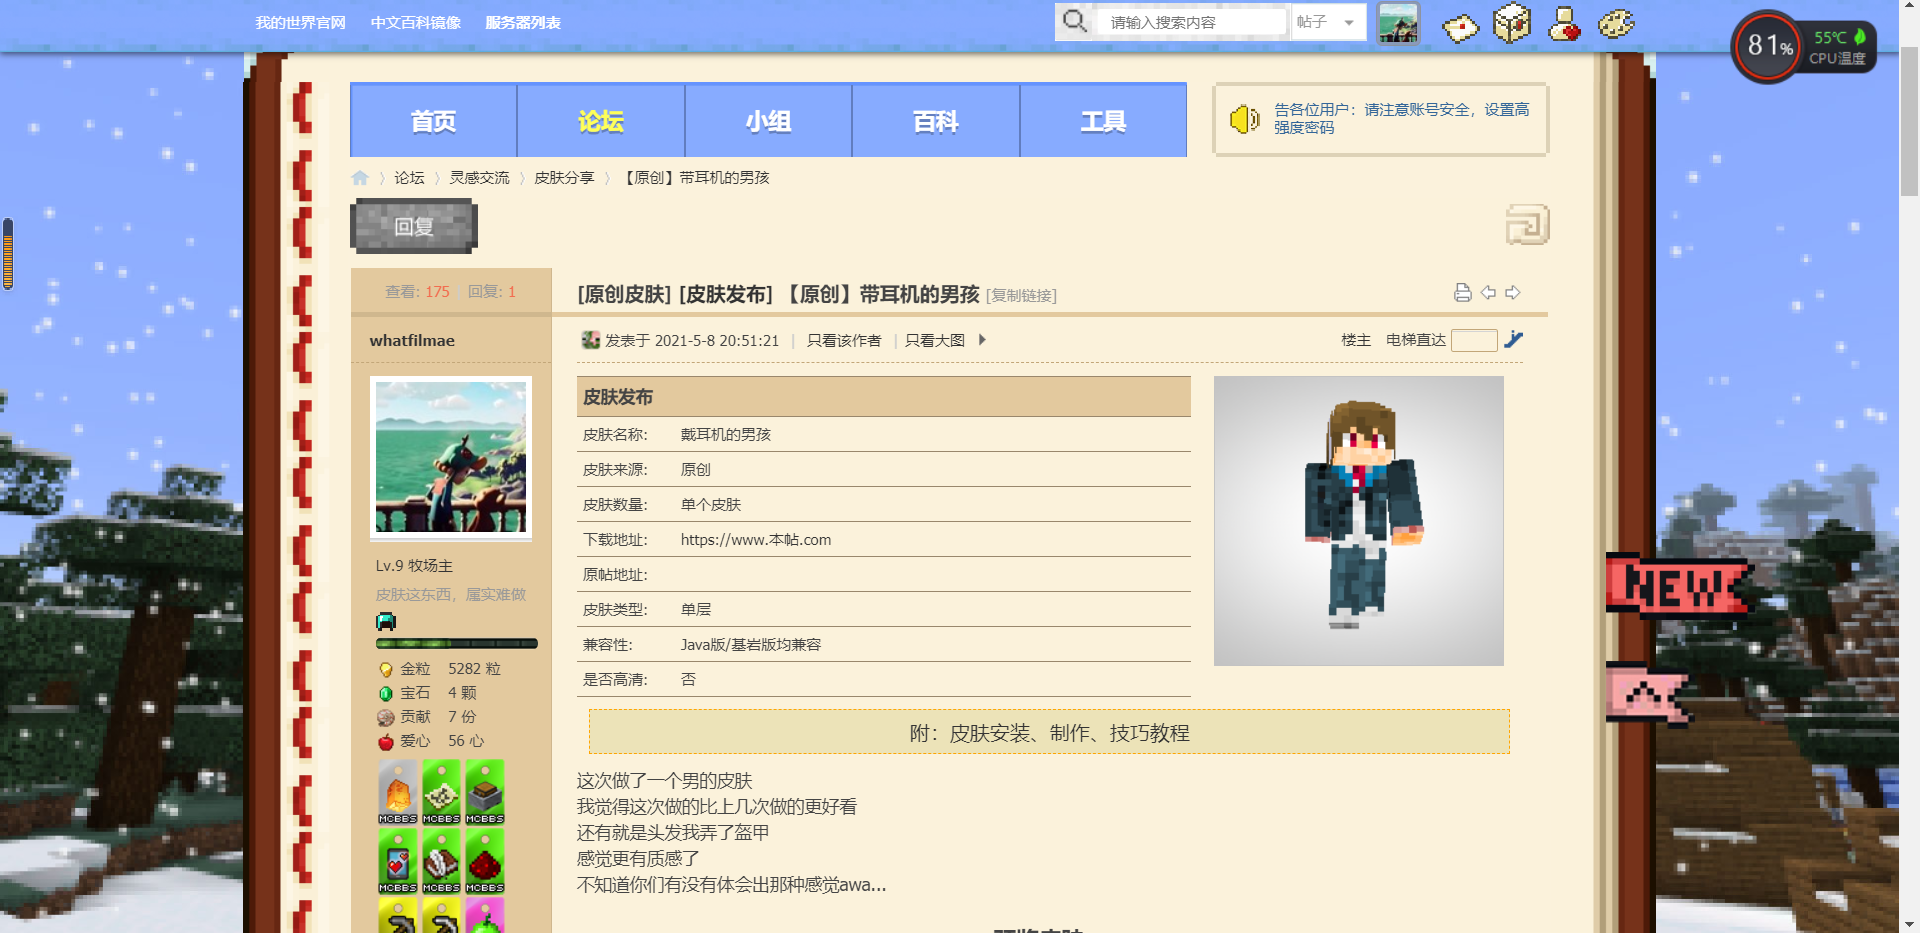 我的世界官网 中文百科镜像 服务器列表
请输入搜索内容 帖子
81%
55℃
CPU温度
首页 论坛 小组 百科 工具
告各位用户：请注意账号安全，设置高
强度密码
论坛 〉 灵感交流 〉 皮肤分享 〉 【原创】带耳机的男孩
回复
查看: 175 回复: 1
[原创皮肤] [皮肤发布] 【原创】带耳机的男孩 [复制链接]
whatfilmae
发表于 2021-5-8 20:51:21 | 只看该作者 | 只看大图
楼主 电梯直达
皮肤发布
皮肤名称: 戴耳机的男孩
皮肤来源: 原创
皮肤数量: 单个皮肤
下载地址: https://www.本帖.com
原帖地址:
皮肤类型: 单层
兼容性: Java版/基岩版均兼容
是否高清: 否
Lv.9 牧场主
皮肤这东西，属实难做
金粒 5282 粒
宝石 4 颗
贡献 7 份
爱心 56 心
MCBBS MCBBS MCBBS
MCBBS MCBBS MCBBS
附：皮肤安装、制作、技巧教程
这次做了一个男的皮肤
我觉得这次做的比上几次做的更好看
还有就是头发我弄了盔甲
感觉更有质感了
不知道你们有没有体会出那种感觉awa...
NEW